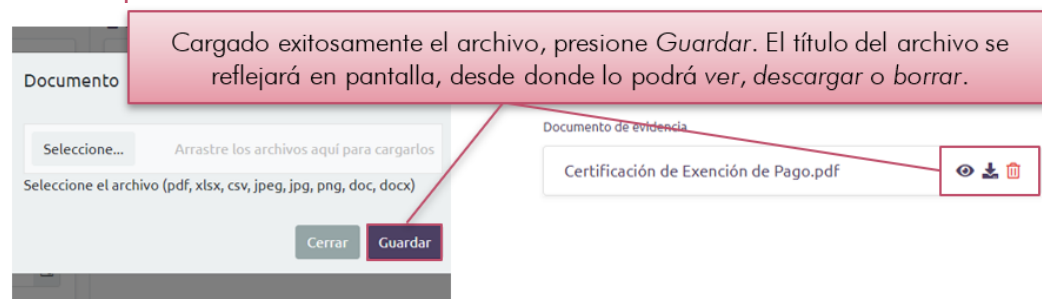 Cargado exitosamente el archivo, presione Guardar. El título del archivo se
reflejará en pantalla, desde donde lo podrá ver, descargar o borrar.
Documento
Seleccione...
Arrastre los archivos aquí para cargarlos
Seleccione el archivo (pdf, xlsx, csv, jpeg, jpg, png, doc, docx)
Cerrar
Guardar
Documento de evidencia
Certificación de Exención de Pago.pdf